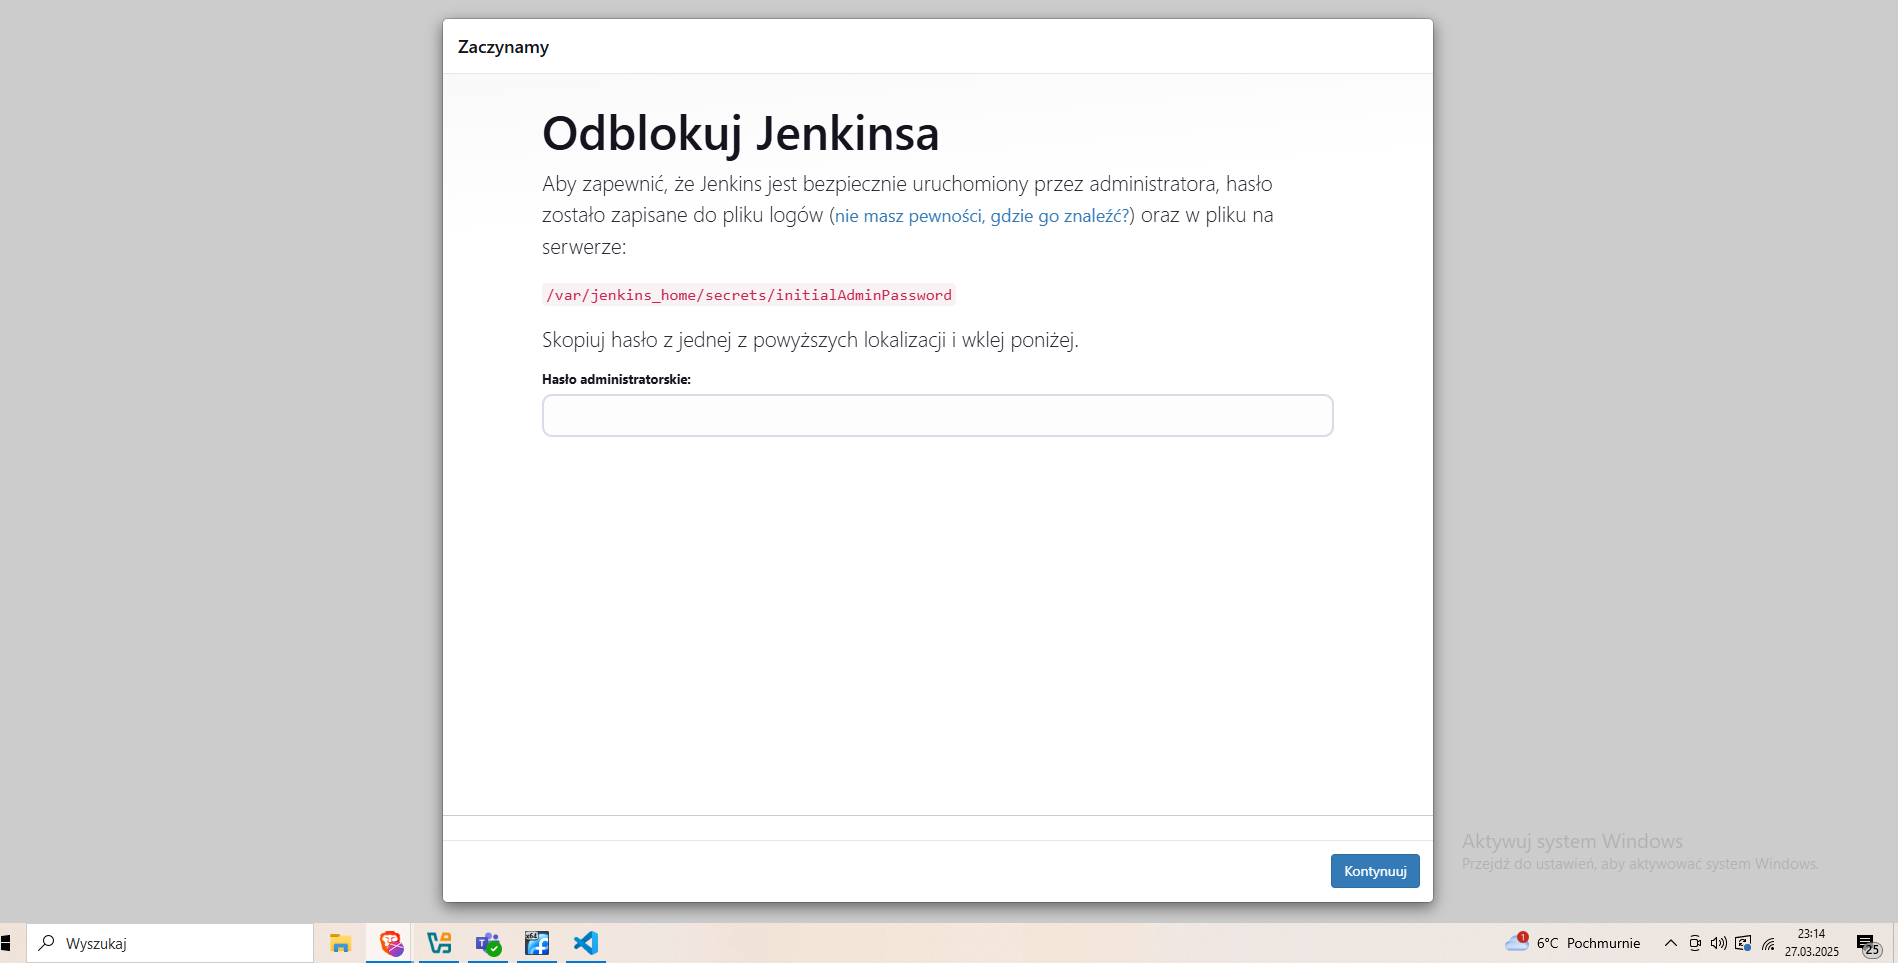 Zaczynamy
Odblokuj Jenkinsa
Aby zapewnić, że Jenkins jest bezpiecznie uruchomiony przez administratora, hasło
zostało zapisane do pliku logów (nie masz pewności, gdzie go znaleźć?) oraz w pliku na
serwerze:
/var/jenkins_home/secrets/initialAdminPassword
Skopiuj hasło z jednej z powyższych lokalizacji i wklej poniżej.
Hasło administratorskie:
Kontynuuj
Aktywuj system Windows
Przejdź do ustawień, aby aktywować system Windows.
Wyszukaj
x64
1
6°C Pochmurnie
23:14
27.03.2025
25